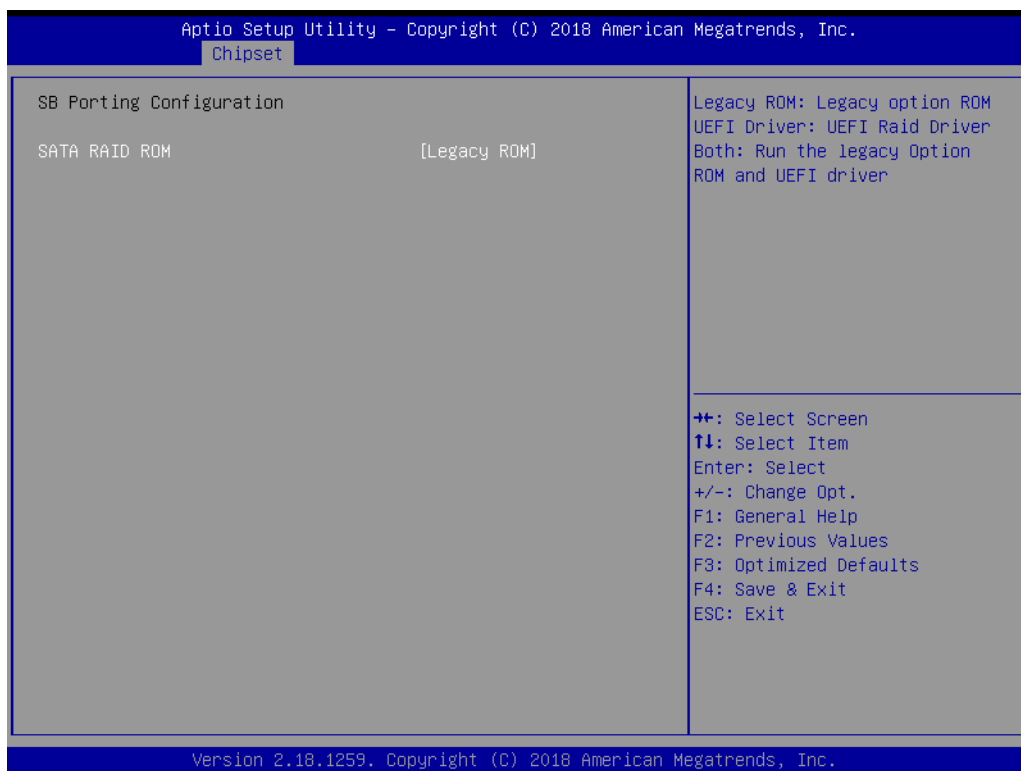 Aptio Setup Utility – Copyright (C) 2018 American Megatrends, Inc.
Chipset
SB Porting Configuration
SATA RAID ROM [Legacy ROM]
Legacy ROM: Legacy option ROM
UEFI Driver: UEFI Raid Driver
Both: Run the legacy Option
ROM and UEFI driver
→←: Select Screen
↑↓: Select Item
Enter: Select
+/-: Change Opt.
F1: General Help
F2: Previous Values
F3: Optimized Defaults
F4: Save & Exit
ESC: Exit
Version 2.18.1259. Copyright (C) 2018 American Megatrends, Inc.